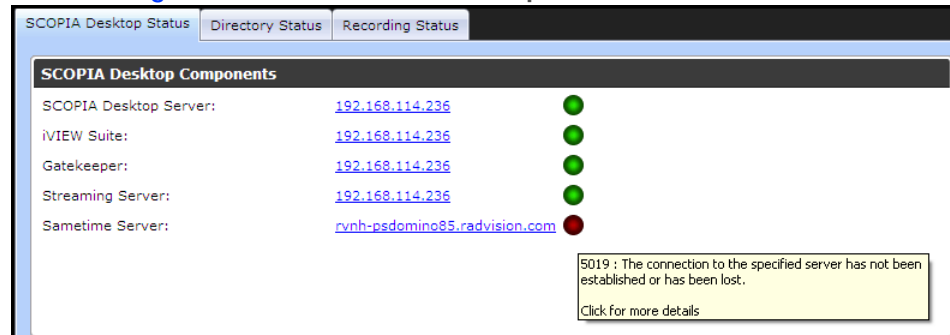 SCOPIA Desktop Status Directory Status Recording Status
SCOPIA Desktop Components
SCOPIA Desktop Server: 192.168.114.236
iVIEW Suite: 192.168.114.236
Gatekeeper: 192.168.114.236
Streaming Server: 192.168.114.236
Sametime Server: rvnh-psdomino85.radvision.com
5019 : The connection to the specified server has not been
established or has been lost.
Click for more details